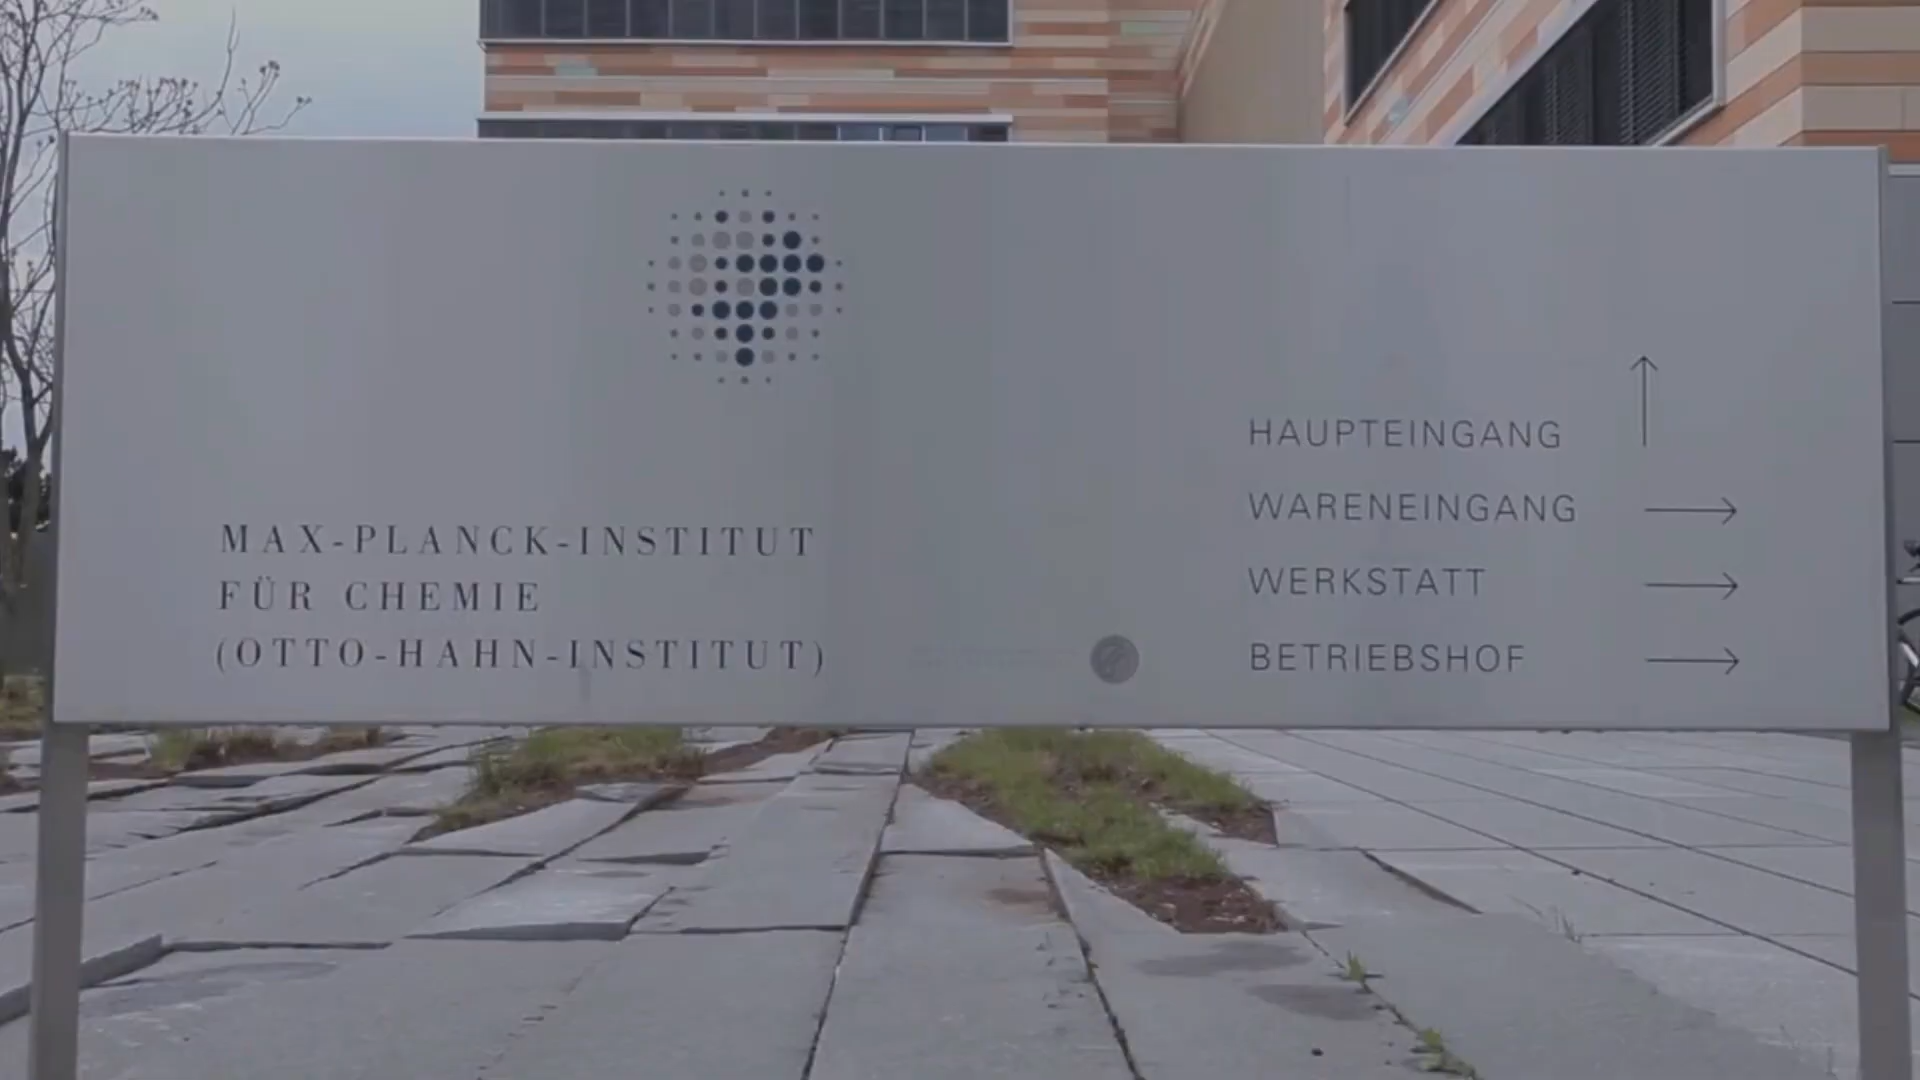 MAX-PLANCK-INSTITUT
FÜR CHEMIE
(OTTO-HAHN-INSTITUT)
HAUPTEINGANG
WARENEINGANG
WERKSTATT
BETRIEBSHOF